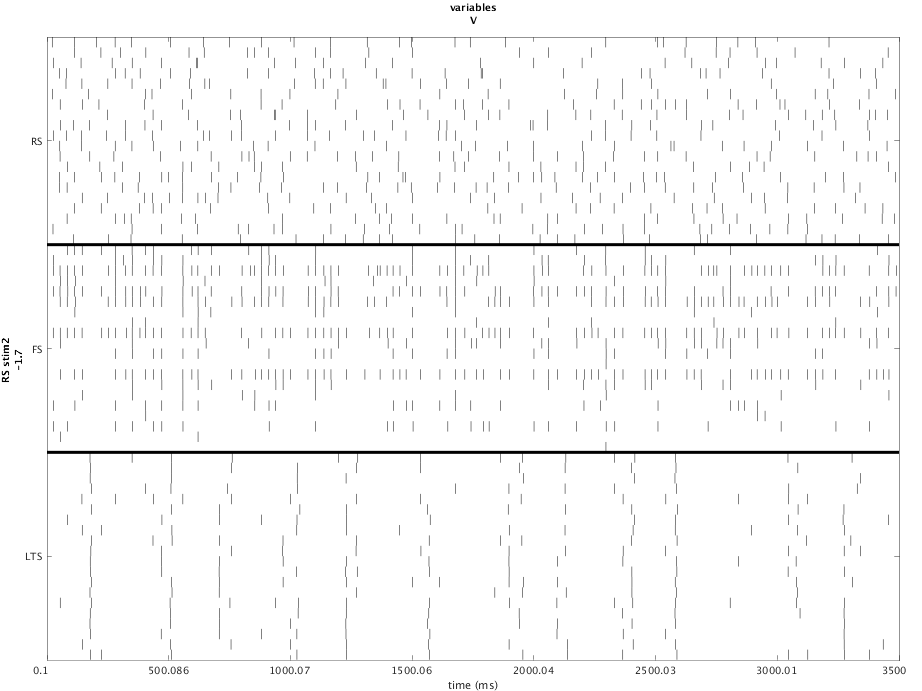 variables
V
RS
FS
LTS
RS stim2
-1.7
0.1
500.086
1000.07
1500.06
2000.04
2500.03
3000.01
3500
time (ms)